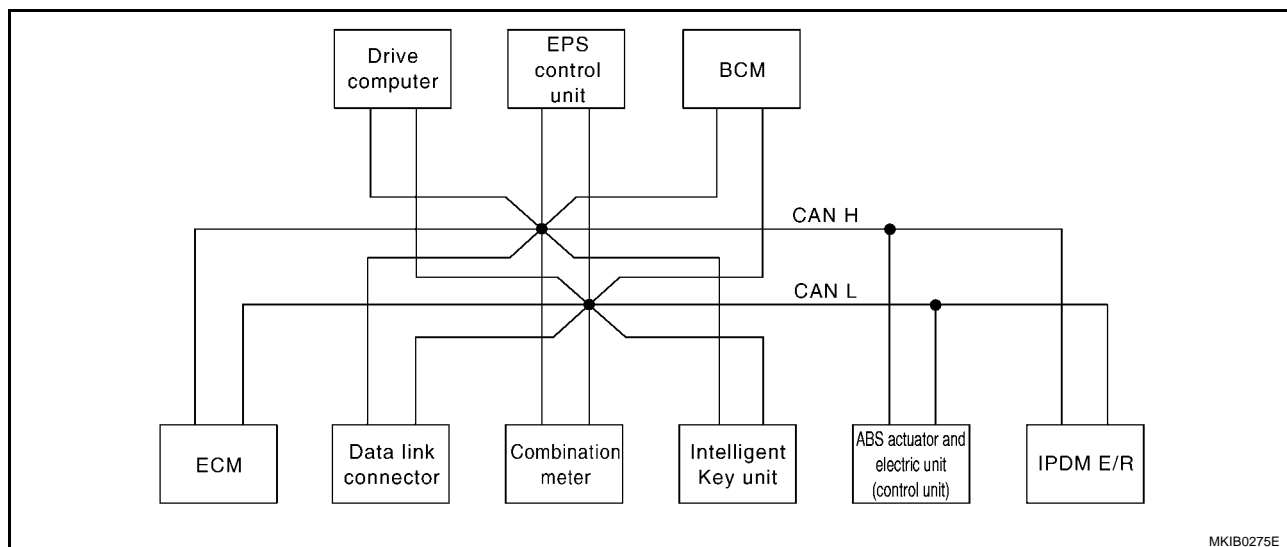 Drive
computer
EPS
control
unit
BCM
CAN H
CAN L
ECM
Data link
connector
Combination
meter
Intelligent
Key unit
ABS actuator and
electric unit
(control unit)
IPDM E/R
MKIB0275E